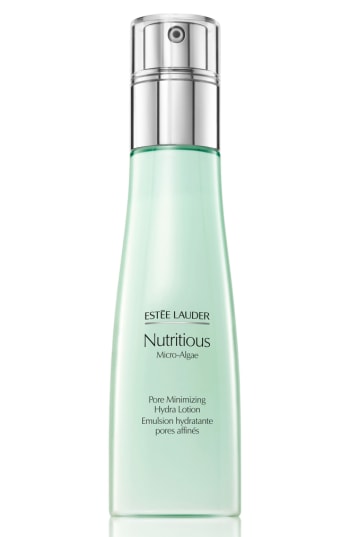 ESTĒE LAUDER
Nutritious
Micro-Algae
Pore Minimizing
Hydra Lotion
Emulsion hydratante
pores affinés